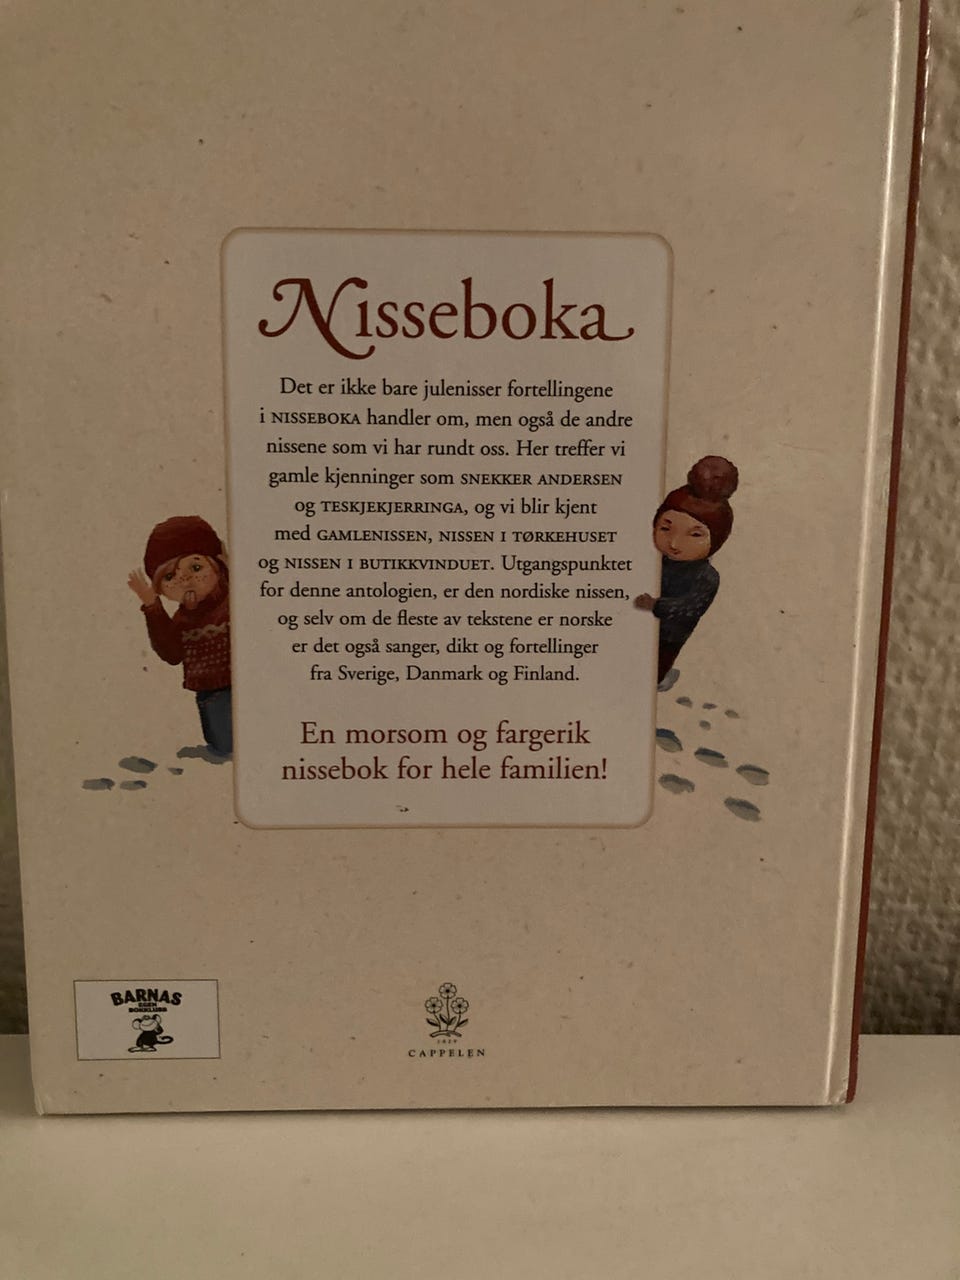 Nisseboka
Det er ikke bare julenisser fortellingene
i NISSEBOKA handler om, men også de andre
nissene som vi har rundt oss. Her treffer vi
gamle kjenninger som SNEKKER ANDERSEN
og TESKJEKJERRINGA, og vi blir kjent
med GAMLENISSEN, NISSEN I TØRKEHUSET
og NISSEN I BUTIKKVINDUET. Utgangspunktet
for denne antologien, er den nordiske nissen,
og selv om de fleste av tekstene er norske
er det også sanger, dikt og fortellinger
fra Sverige, Danmark og Finland.
En morsom og fargerik
nissebok for hele familien!
BARNAS
EGEN
BOKKLUBB
1829
CAPPELEN